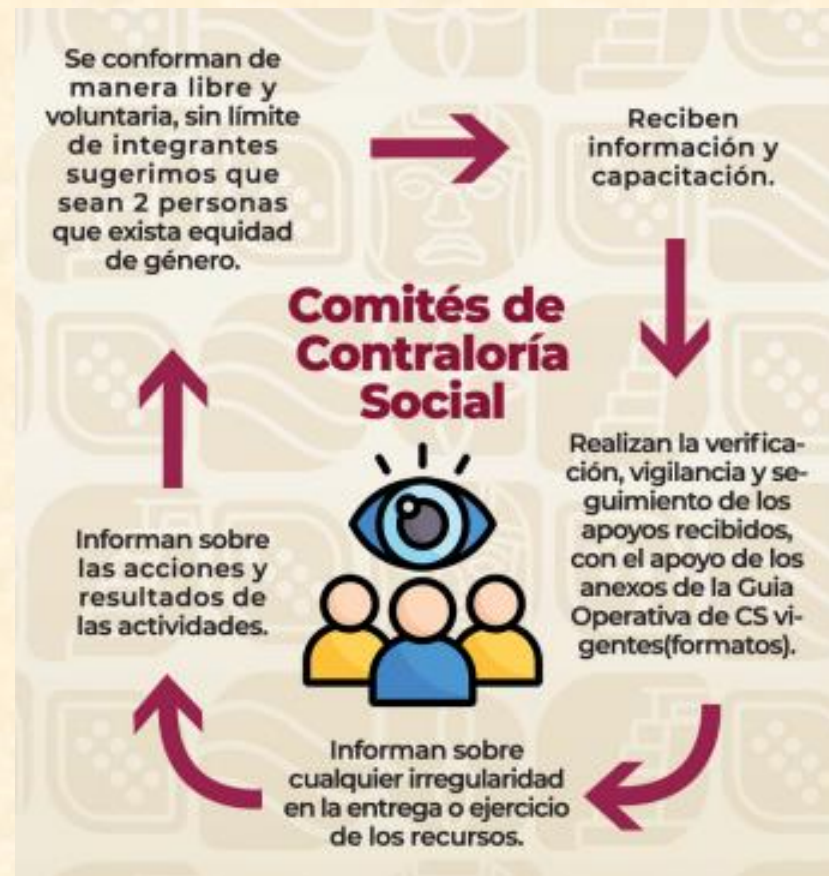 Se conforman de
manera libre y
voluntaria, sin límite
de integrantes
sugerimos que
sean 2 personas
que exista equidad
de género.
Reciben
información y
capacitación.
Comités de
Contraloría
Social
Realizan la verifica-
ción, vigilancia y se-
guimiento de los
apoyos recibidos,
con el apoyo de los
anexos de la Guia
Operativa de CS vi-
gentes(formatos).
Informan sobre
cualquier irregularidad
en la entrega o ejercicio
de los recursos.
Informan sobre
las acciones y
resultados de
las actividades.